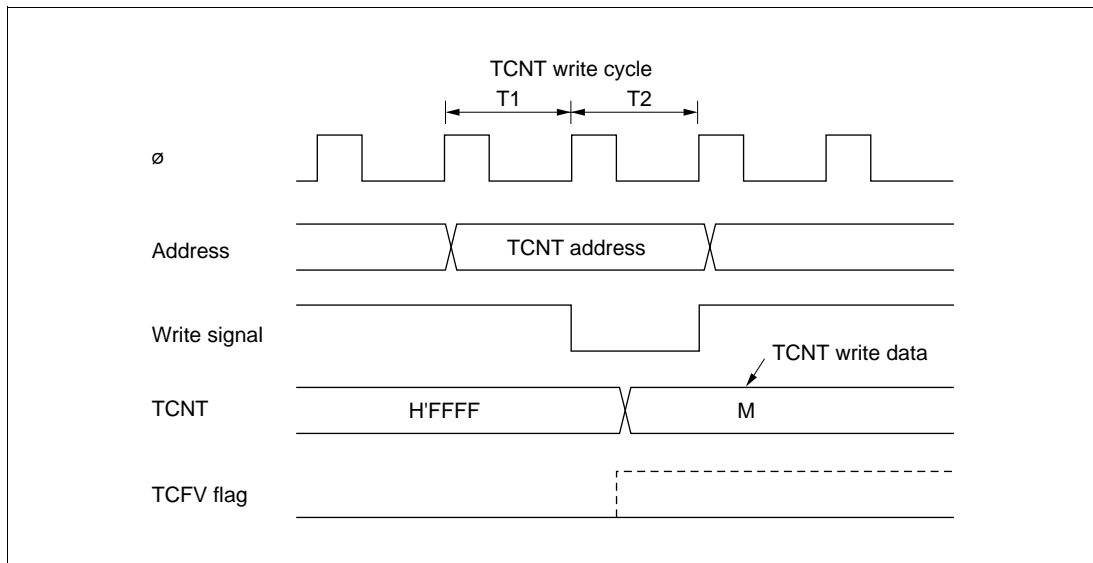 TCNT write cycle
T1 T2
ø
Address TCNT address
Write signal
TCNT write data
TCNT H'FFFF M
TCFV flag